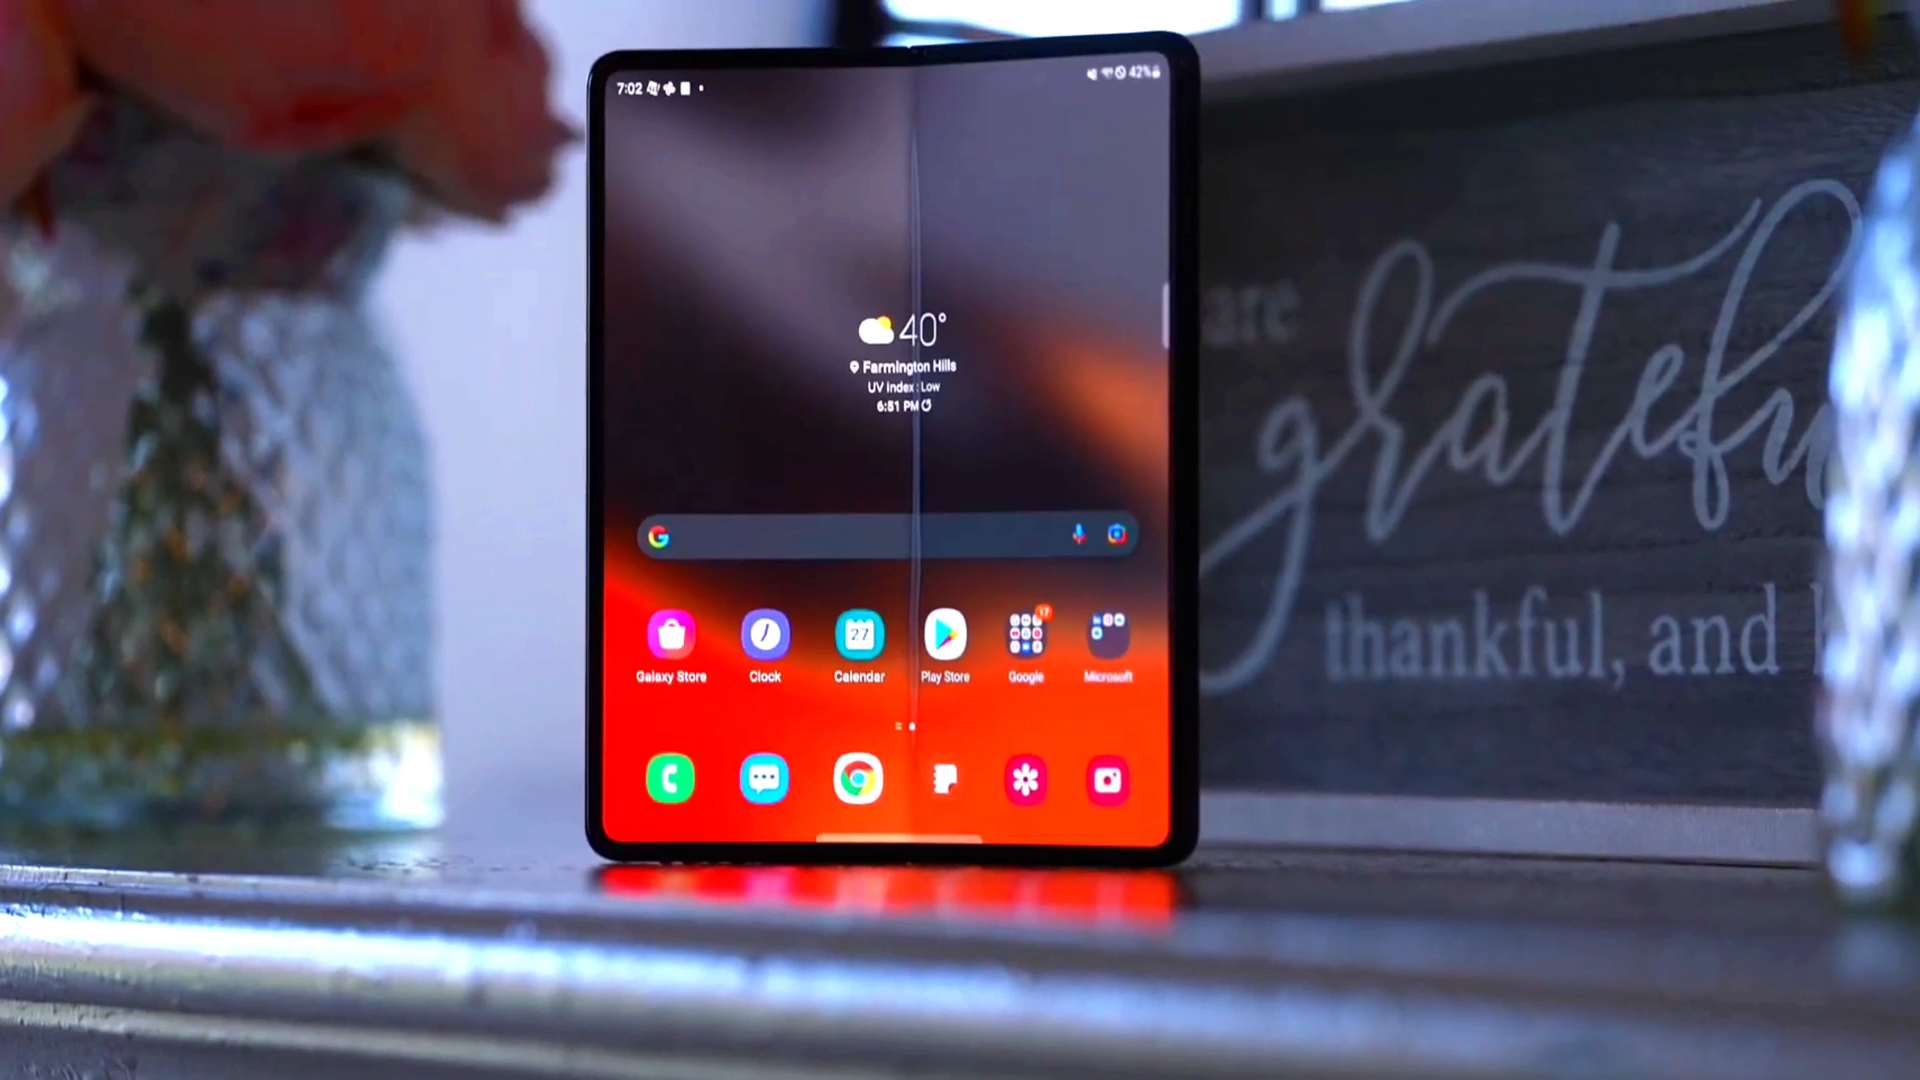 7:02
42%
40°
Farmington Hills
UV index : Low
6:51 PM
G
27
17
Galaxy Store
Clock
Calendar
Play Store
Google
Microsoft
are
grateful
thankful, and